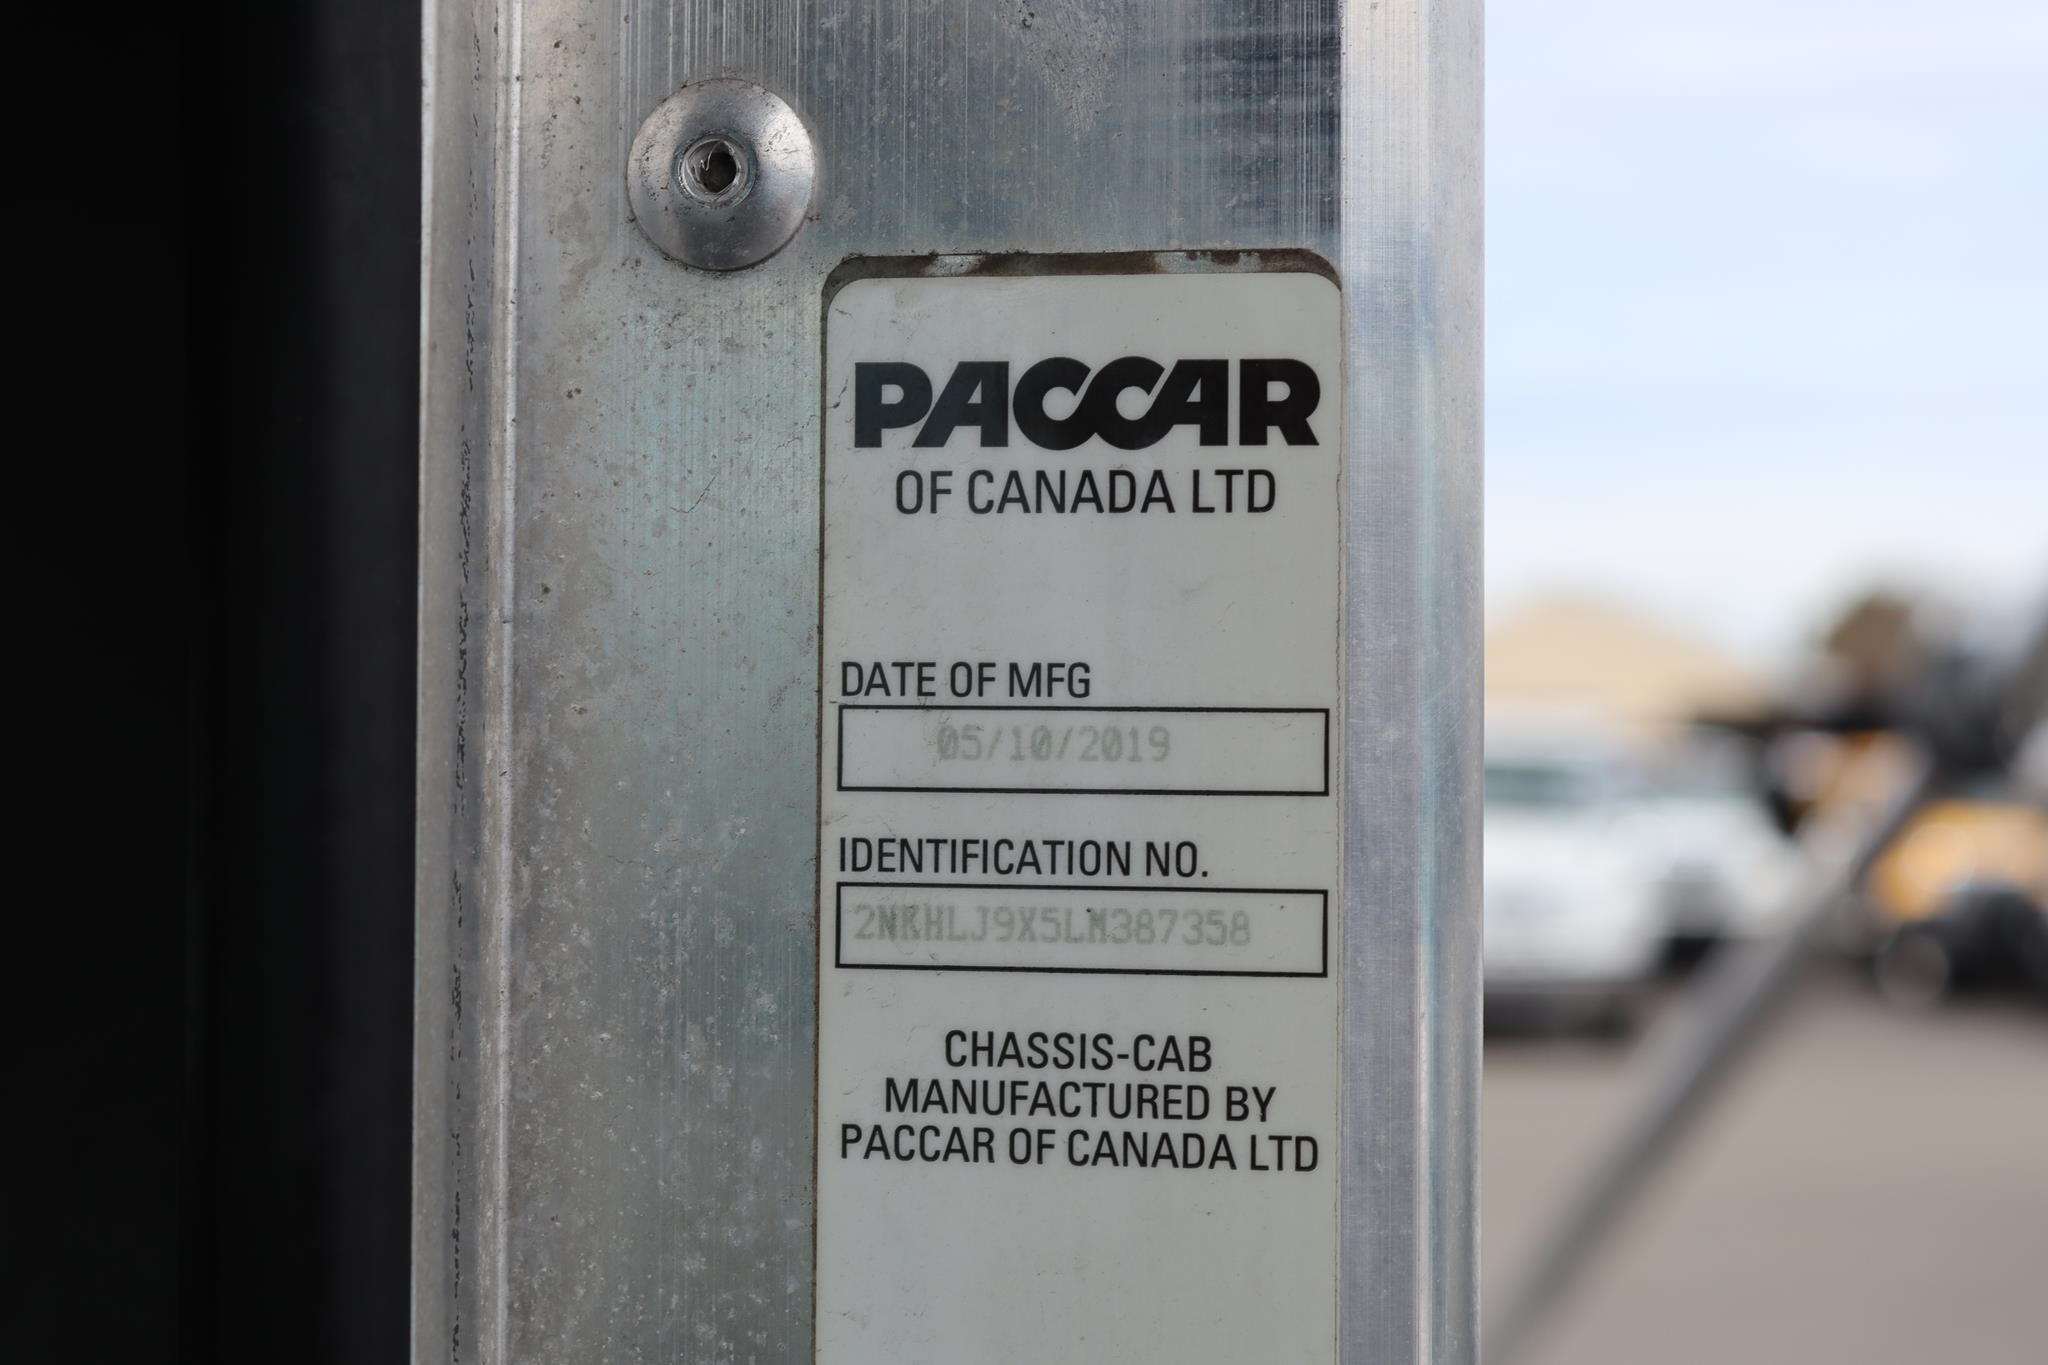 PACCAR
OF CANADA LTD
DATE OF MFG
05/10/2019
IDENTIFICATION NO.
2NKHLJ9X5LM387358
CHASSIS-CAB
MANUFACTURED BY
PACCAR OF CANADA LTD